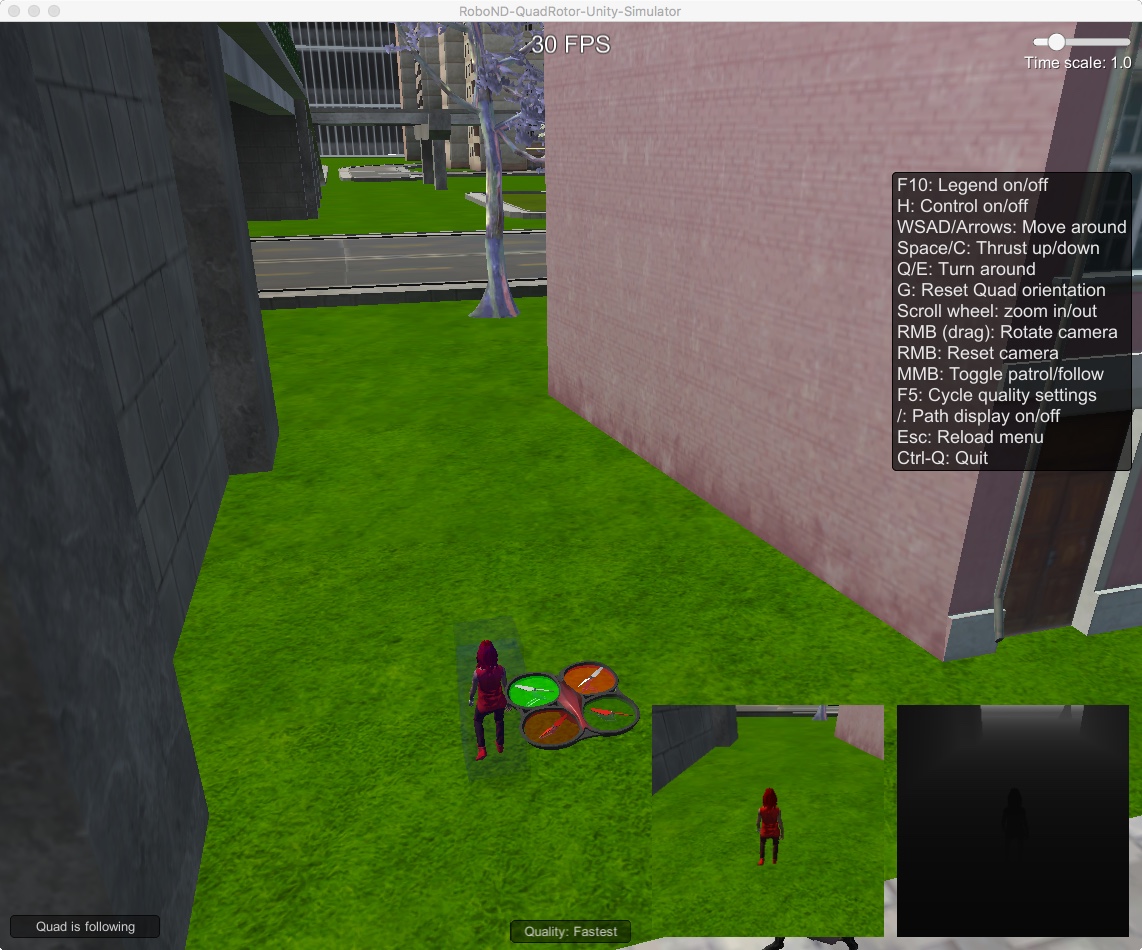 RoboND-QuadRotor-Unity-Simulator
30 FPS
Time scale: 1.0
F10: Legend on/off
H: Control on/off
WSAD/Arrows: Move around
Space/C: Thrust up/down
Q/E: Turn around
G: Reset Quad orientation
Scroll wheel: zoom in/out
RMB (drag): Rotate camera
RMB: Reset camera
MMB: Toggle patrol/follow
F5: Cycle quality settings
/: Path display on/off
Esc: Reload menu
Ctrl-Q: Quit
Quad is following
Quality: Fastest